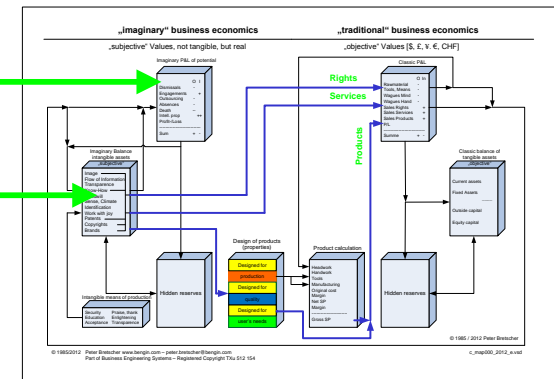 „imaginary“ business economics
„traditional“ business economics
„subjective“ Values, not tangible, but real
„objective“ Values [$, £, ¥. €, CHF]
Imaginary P&L of potential
O I
Dismissals -
Engagements +
Outsourcing -
Absences -
Death -
Intell. prop ++
Profit-/Loss
Sum + -
Classic P&L
O In
Rawmaterial -
Tools, Means -
Wagues Mind -
Wagues Hand -
Sales Rights +
Sales Services +
Sales Products +
P/L
Summe + -
Rights
Services
Products
Imaginary Balance
intangible assets
„subjective“
Image
Flow of Information
Transparence
Know-How
Sense, Climate
Identification
Work with joy
Patents
Copyrights
Brands
Classic balance of
tangible assets
„objective“
Current assets
Fixed Assets
Outside capital
Equity capital
Hidden reserves
Intangible means of production
Security Praise, thank
Education Enlightening
Acceptance Transparence
Design of products
(properties)
Designed for
production
Designed for
quality
Designed for
user´s needs
Product calculation
Headwork
Handwork
Tools
Manufacturing
Original cost
Margin
Net SP
Margin
Gross SP
Hidden reserves
© 1985 / 2012 Peter Bretscher
© 1985/2012 Peter Bretscher www.bengin.com – peter.bretscher@bengin.com
Part of Business Engineering Systems – Registered Copyright TXu 512 154
c_map000_2012_e.vsd